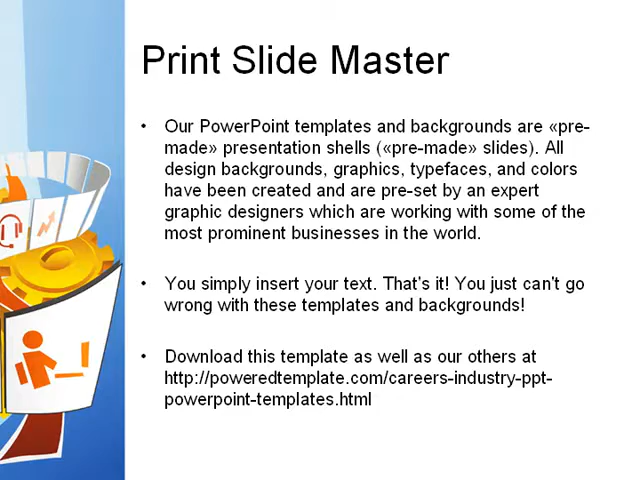 Print Slide Master
• Our PowerPoint templates and backgrounds are «pre-
made» presentation shells («pre-made» slides). All
design backgrounds, graphics, typefaces, and colors
have been created and are pre-set by an expert
graphic designers which are working with some of the
most prominent businesses in the world.
• You simply insert your text. That's it! You just can't go
wrong with these templates and backgrounds!
• Download this template as well as our others at
http://poweredtemplate.com/careers-industry-ppt-
powerpoint-templates.html